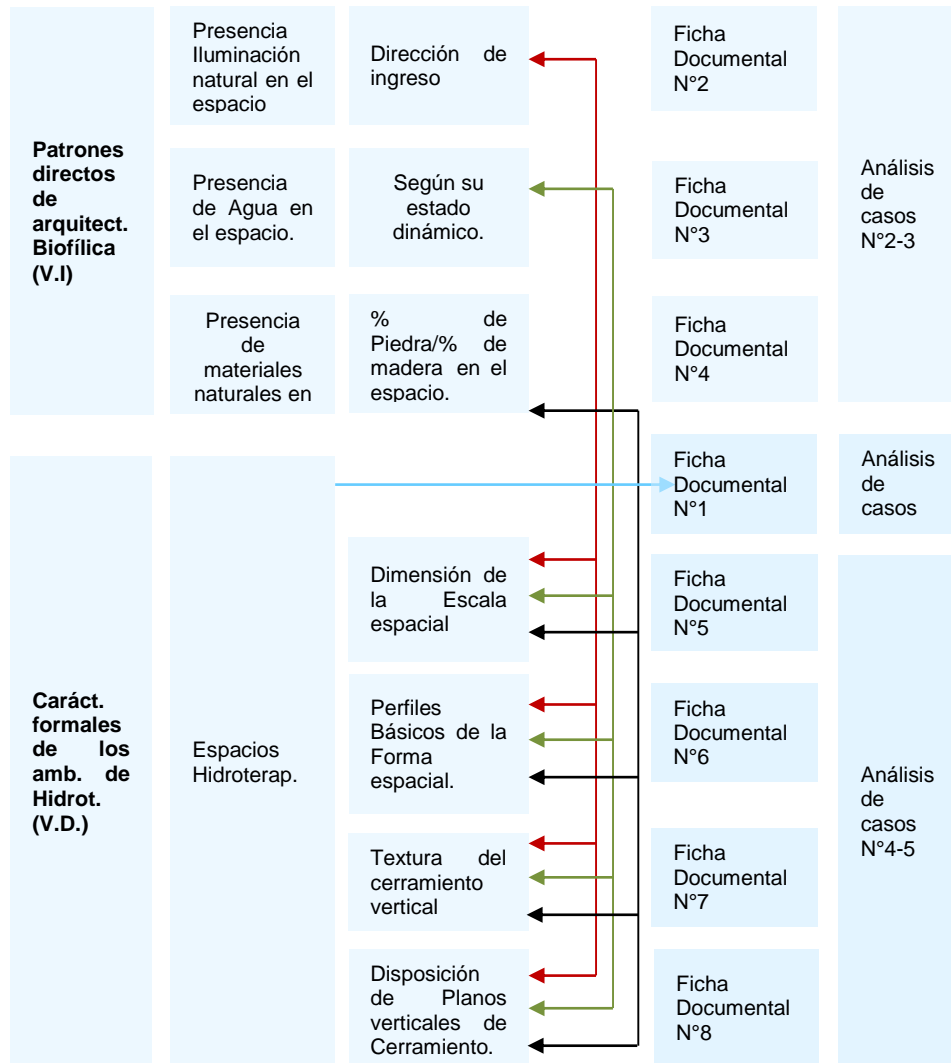 Patrones
directos
de
arquitect.
Biofílica
(V.I)
Presencia
Iluminación
natural en el
espacio
Dirección de
ingreso
Ficha
Documental
N°2
Presencia
de Agua en
el espacio.
Según su
estado
dinámico.
Ficha
Documental
N°3
Presencia
de
materiales
naturales en
% de
Piedra/% de
madera en el
espacio.
Ficha
Documental
N°4
Análisis
de
casos
N°2-3
Caráct.
formales
de los
amb. de
Hidrot.
(V.D.)
Espacios
Hidroterap.
Ficha
Documental
N°1
Análisis
de
casos
Dimensión de
la Escala
espacial
Ficha
Documental
N°5
Perfiles
Básicos de la
Forma
espacial.
Ficha
Documental
N°6
Textura del
cerramiento
vertical
Ficha
Documental
N°7
Disposición
de Planos
verticales de
Cerramiento.
Ficha
Documental
N°8
Análisis
de
casos
N°4-5